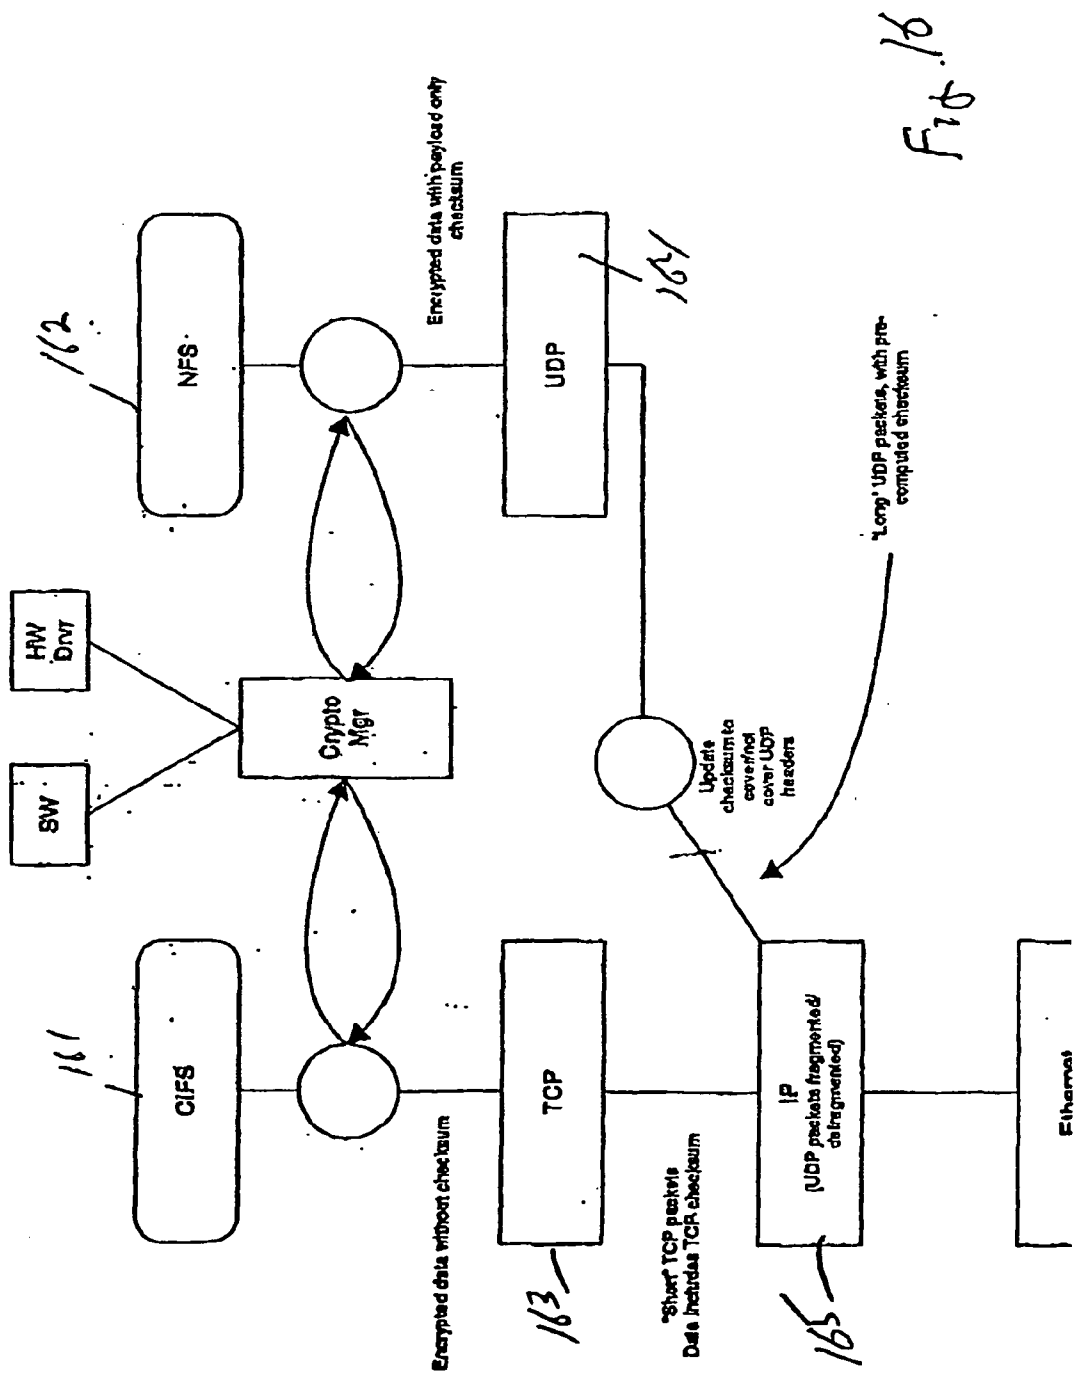 SW
HW
Drvr
161
CIFS
162
NFS
Crypto
Mgr
Encrypted data without checksum
Encrypted data with payload only
checksum
163
TCP
UDP
164
"Short" TCP packets
Data Includes TCP checksum
Update
checksum to
cover/not
cover UDP
headers
165
IP
(UDP packets fragmented/
defragmented)
"Long" UDP packets, with pre-
computed checksum
Ethernet
Fig. 16